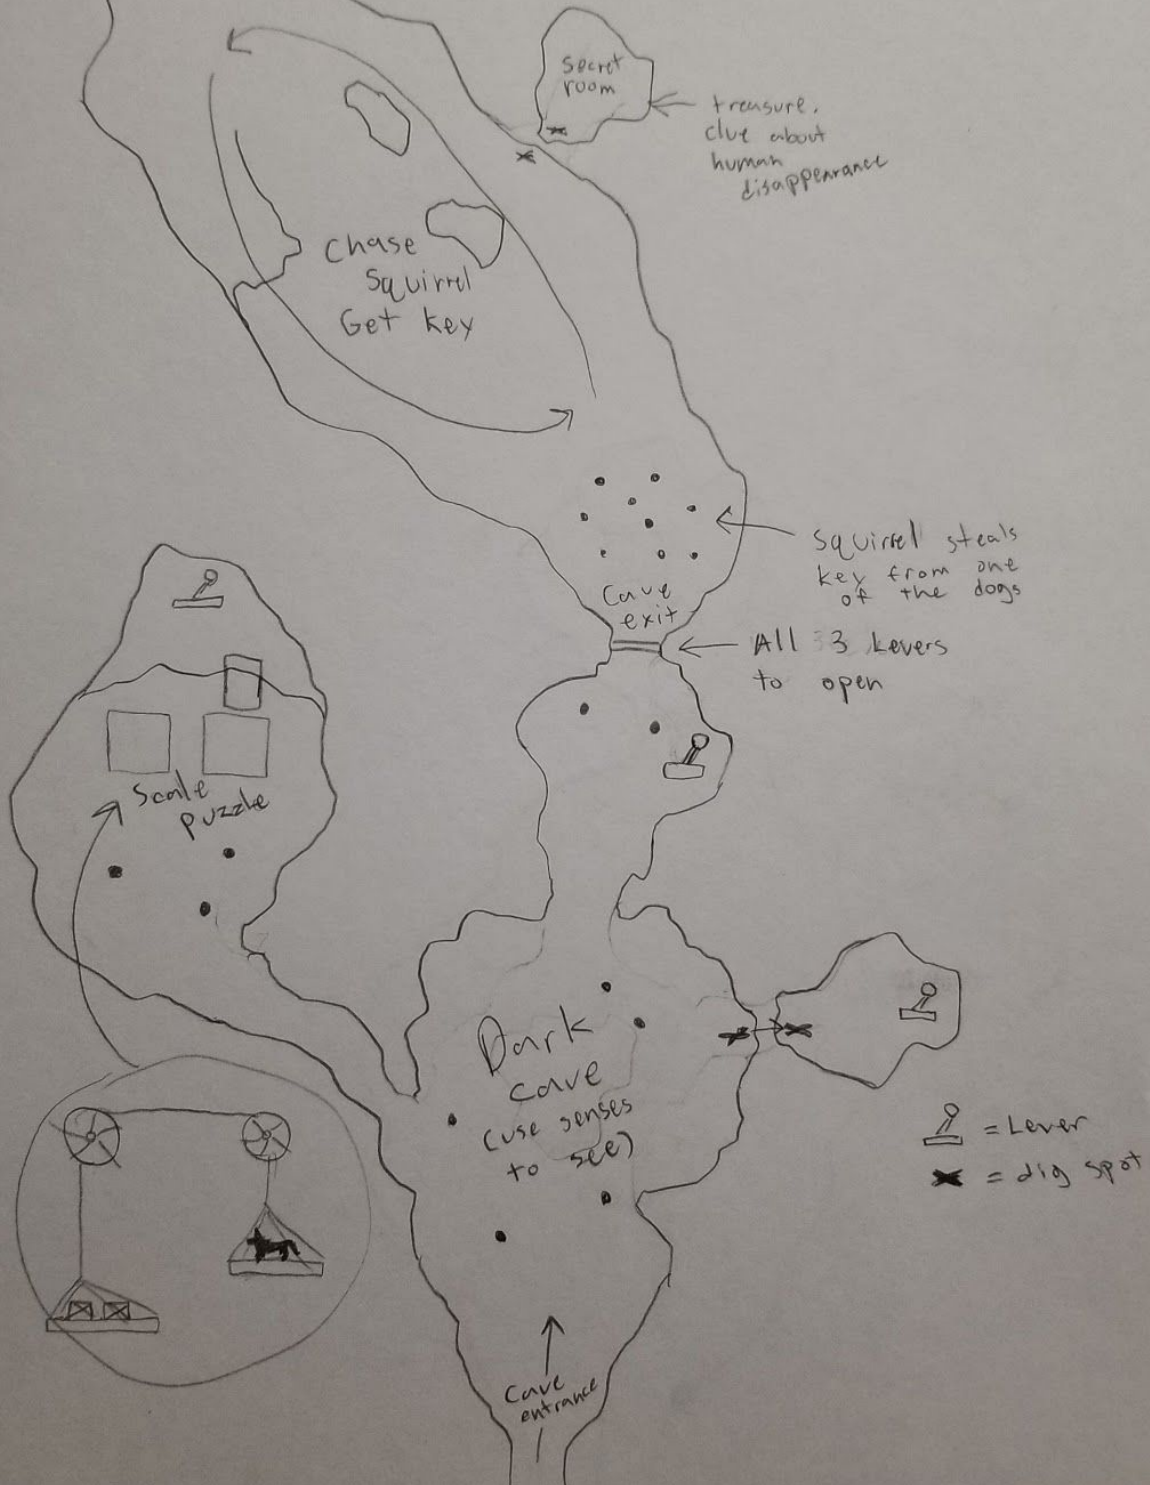 Secret
room
treasure.
clue about
human
disappearance
Chase
Squirrel
Get key
Squirrel steals
key from one
of the dogs
Cave
exit
All 3 Levers
to open
Scale
puzzle
Dark
cave
(use senses
to see)
= Lever
= dig spot
Cave
entrance